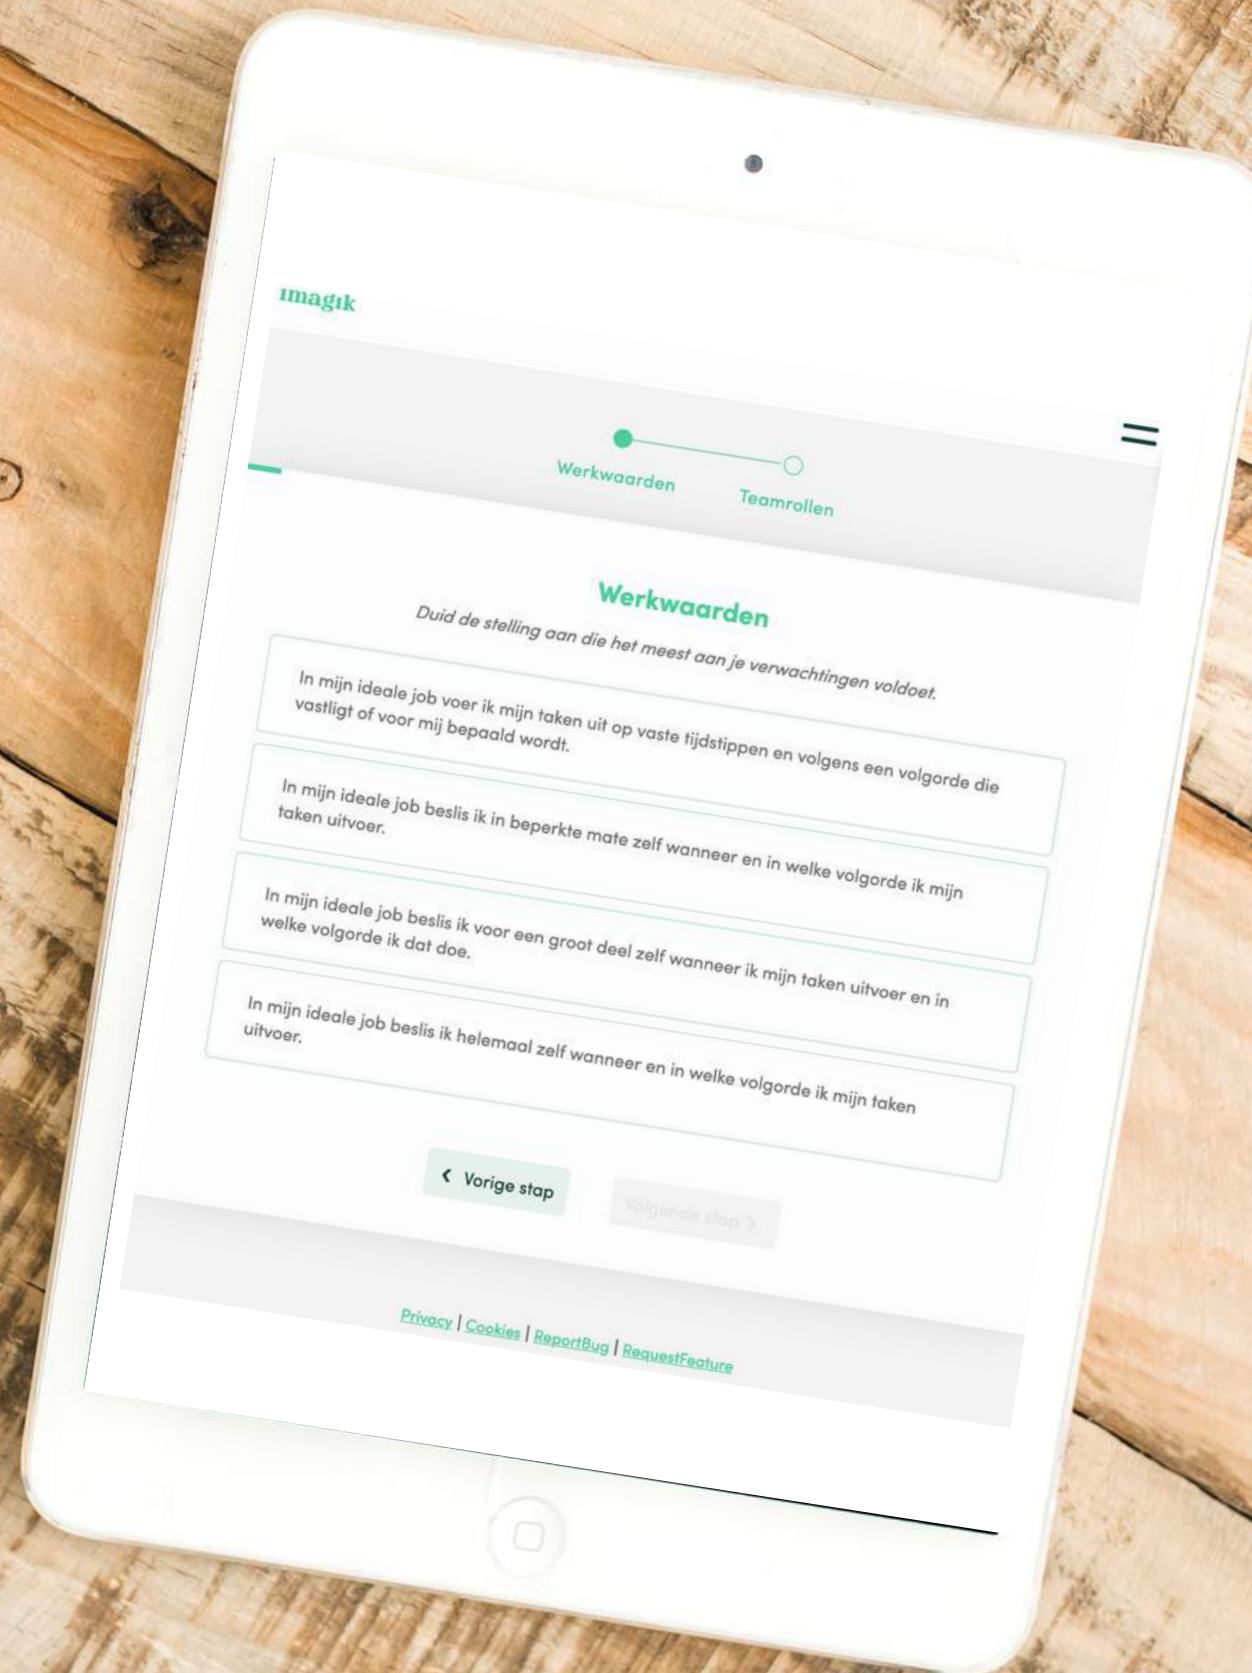 imagik
Werkwaarden
Teamrollen
Werkwaarden
Duid de stelling aan die het meest aan je verwachtingen voldoet.
In mijn ideale job voer ik mijn taken uit op vaste tijdstippen en volgens een volgorde die
vastligt of voor mij bepaald wordt.
In mijn ideale job beslis ik in beperkte mate zelf wanneer en in welke volgorde ik mijn
taken uitvoer.
In mijn ideale job beslis ik voor een groot deel zelf wanneer ik mijn taken uitvoer en in
welke volgorde ik dat doe.
In mijn ideale job beslis ik helemaal zelf wanneer en in welke volgorde ik mijn taken
uitvoer.
Vorige stap
Volgende stap
Privacy | Cookies | ReportBug | RequestFeature